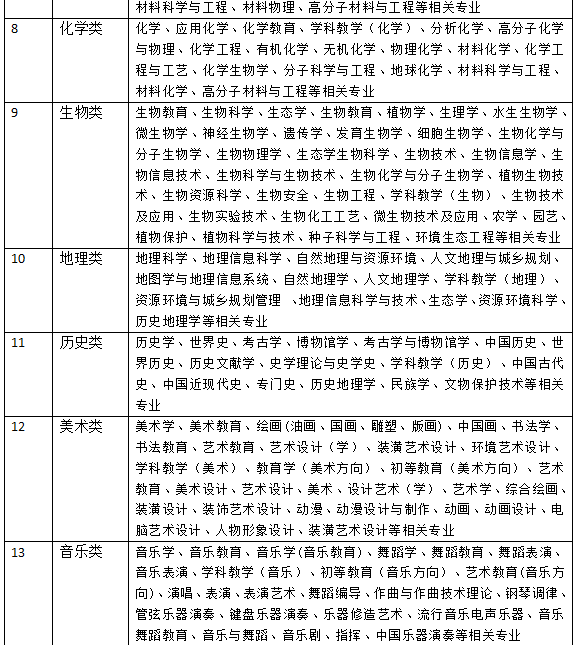 材料科学与工程、材料物理、高分子材料与工程等相关专业
8 化学类 化学、应用化学、化学教育、学科教学（化学）、分析化学、高分子化学
与物理、化学工程、有机化学、无机化学、物理化学、材料化学、化学工
程与工艺、化学生物学、分子科学与工程、地球化学、材料科学与工程、
材料化学、高分子材料与工程等相关专业
9 生物类 生物教育、生物科学、生态学、生物教育、植物学、生理学、水生生物学、
微生物学、神经生物学、遗传学、发育生物学、细胞生物学、生物化学与
分子生物学、生物物理学、生态学生物科学、生物技术、生物信息学、生
物信息技术、生物科学与生物技术、生物化学与分子生物学、植物生物技
术、生物资源科学、生物安全、生物工程、学科教学（生物）、生物技术
及应用、生物实验技术、生物化工工艺、微生物技术及应用、农学、园艺、
植物保护、植物科学与技术、种子科学与工程、环境生态工程等相关专业
10 地理类 地理科学、地理信息科学、自然地理与资源环境、人文地理与城乡规划、
地图学与地理信息系统、自然地理学、人文地理学、学科教学（地理）、
资源环境与城乡规划管理 、地理信息科学与技术、生态学、资源环境科学、
历史地理学等相关专业
11 历史类 历史学、世界史、考古学、博物馆学、考古学与博物馆学、中国历史、世
界历史、历史文献学、史学理论与史学史、学科教学（历史）、中国古代
史、中国近现代史、专门史、历史地理学、民族学、文物保护技术等相关
专业
12 美术类 美术学、美术教育、绘画(油画、国画、雕塑、版画)、中国画、书法学、
书法教育、艺术教育、艺术设计（学）、装潢艺术设计、环境艺术设计、
学科教学（美术）、教育学（美术方向）、初等教育（美术方向）、艺术
教育、美术设计、艺术设计、美术、设计艺术（学）、艺术学、综合绘画、
装潢设计、装饰艺术设计、动漫、动漫设计与制作、动画、动画设计、电
脑艺术设计、人物形象设计、装潢艺术设计等相关专业
13 音乐类 音乐学、音乐教育、音乐学(音乐教育)、舞蹈学、舞蹈教育、舞蹈表演、
音乐表演、学科教学（音乐）、初等教育（音乐方向）、艺术教育(音乐方
向)、演唱、表演、表演艺术、舞蹈编导、作曲与作曲技术理论、钢琴调律、
管弦乐器演奏、键盘乐器演奏、乐器修造艺术、流行音乐电声乐器、音乐
舞蹈教育、音乐与舞蹈、音乐剧、指挥、中国乐器演奏等相关专业